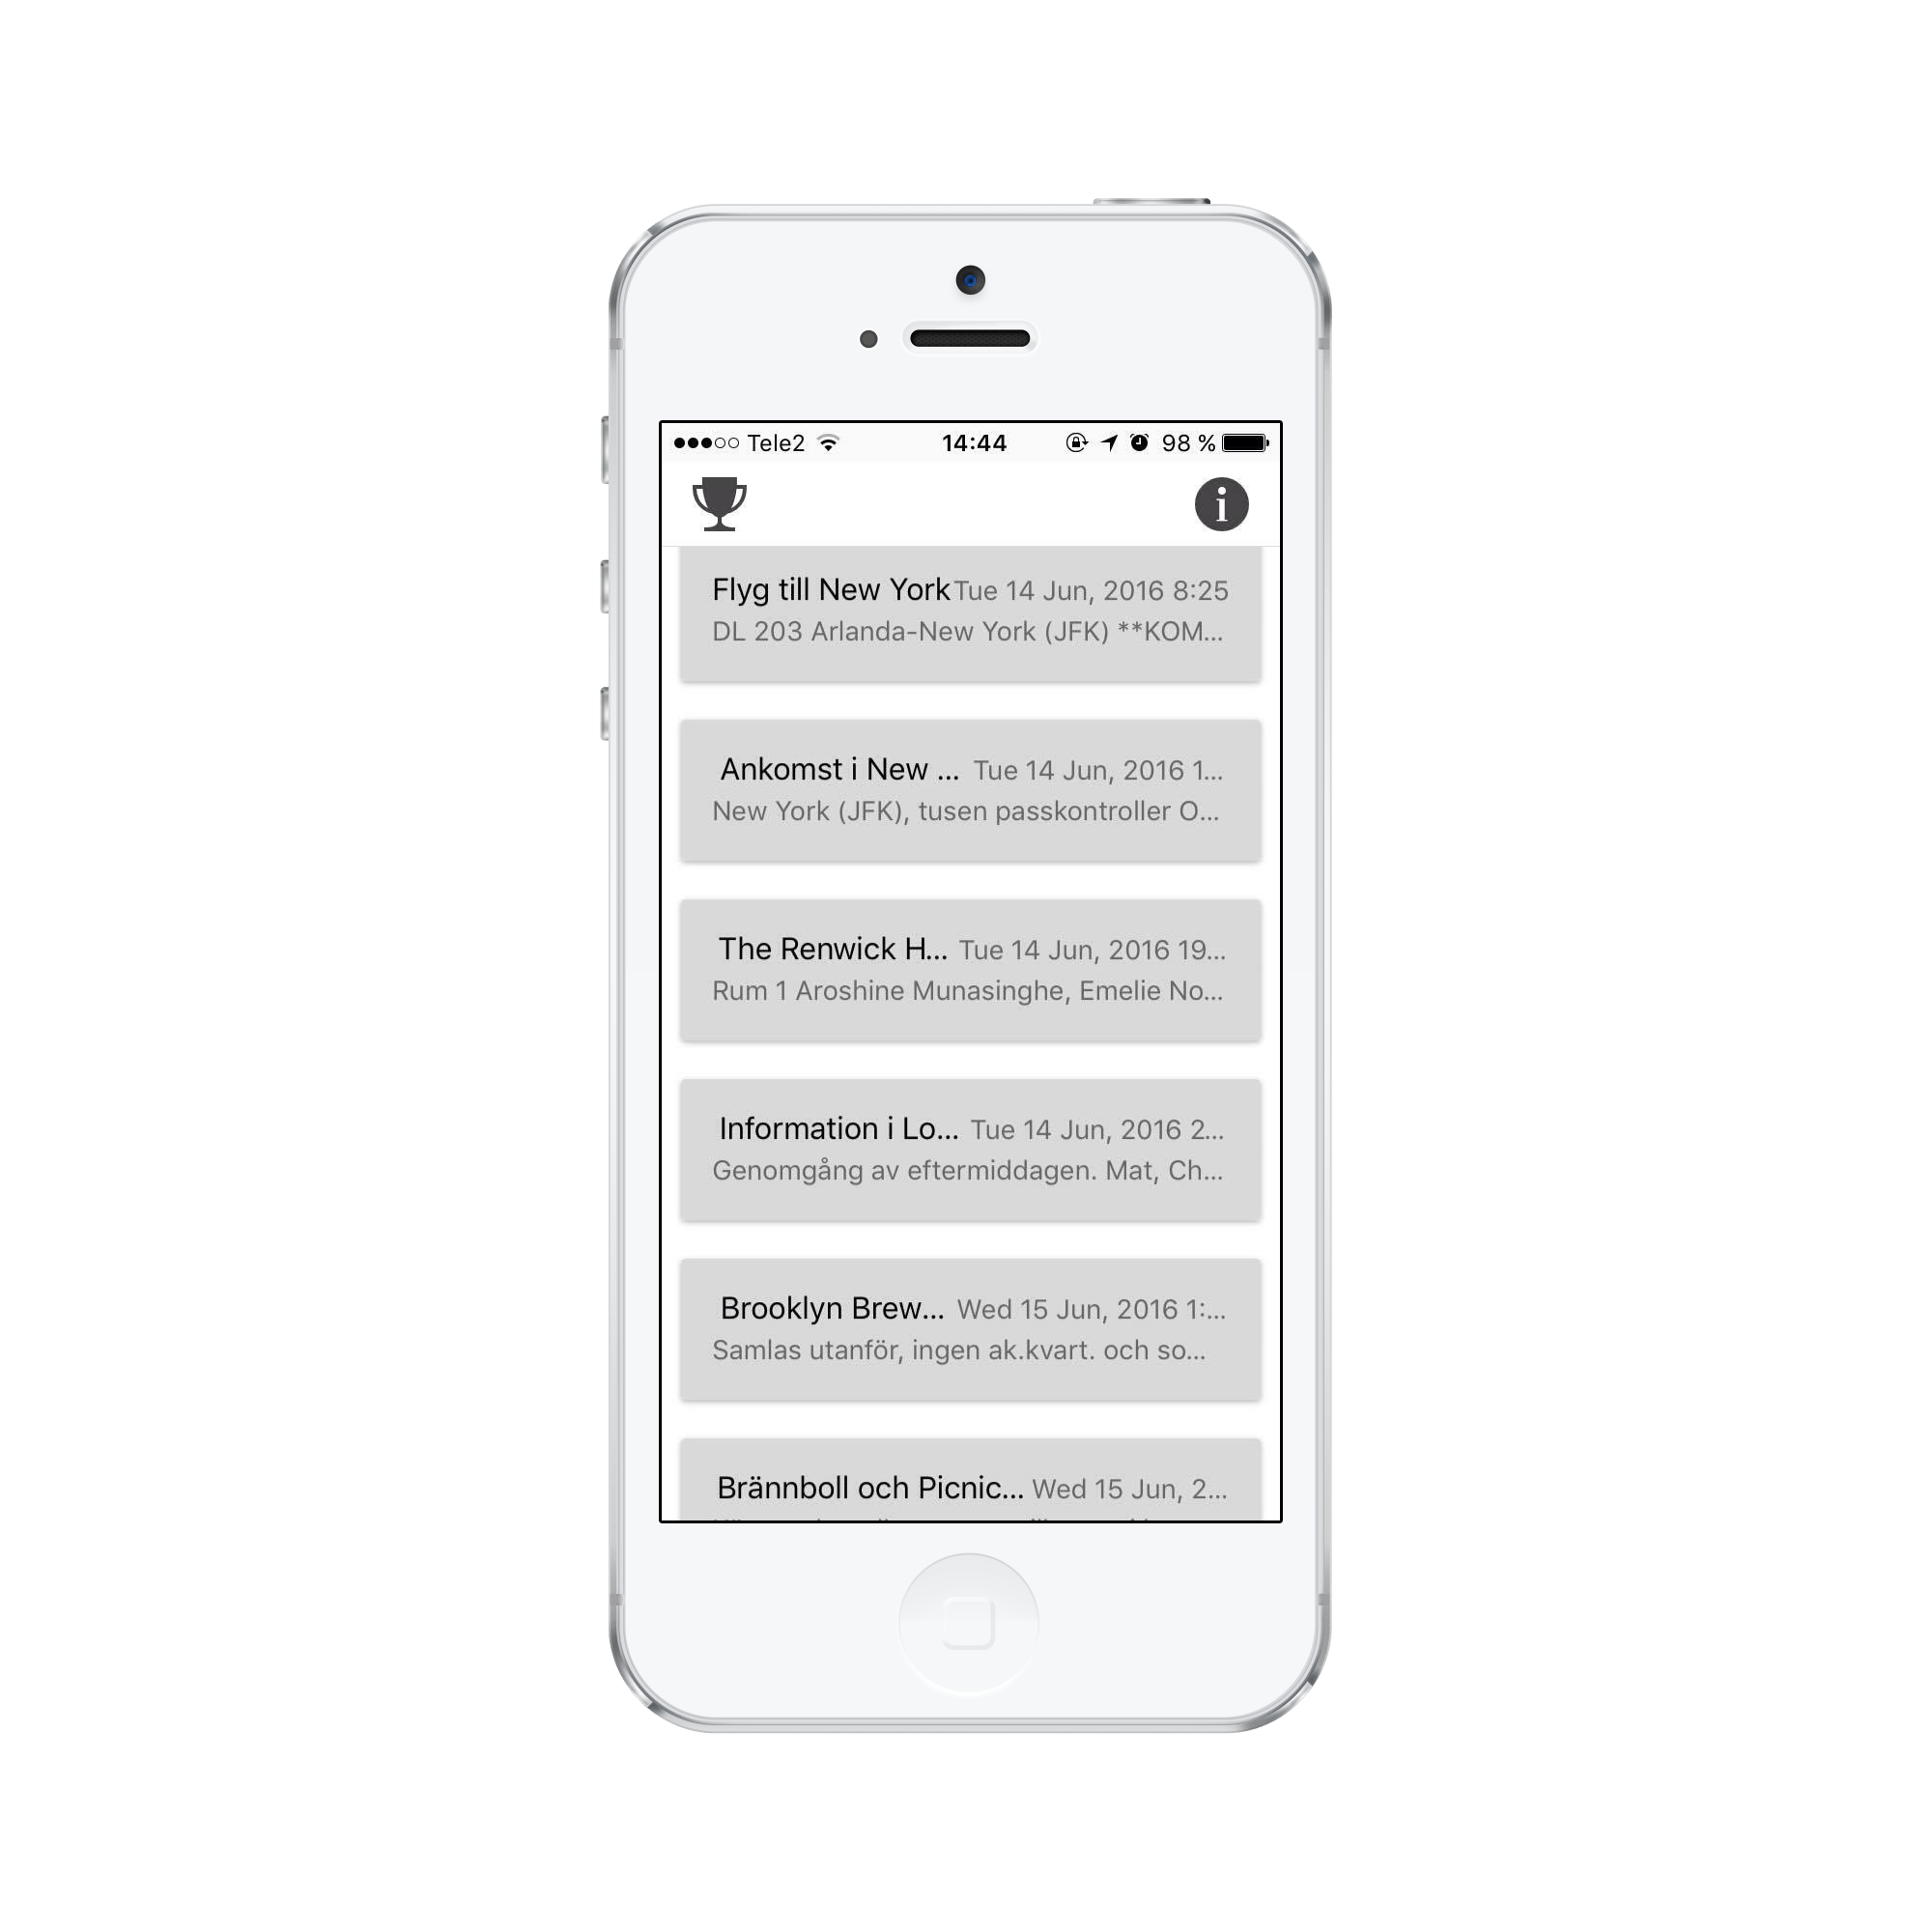 Tele2 14:44 98 %
Flyg till New York Tue 14 Jun, 2016 8:25
DL 203 Arlanda-New York (JFK) **KOM...
Ankomst i New ... Tue 14 Jun, 2016 1...
New York (JFK), tusen passkontroller O...
The Renwick H... Tue 14 Jun, 2016 19...
Rum 1 Aroshine Munasinghe, Emelie No...
Information i Lo... Tue 14 Jun, 2016 2...
Genomgång av eftermiddagen. Mat, Ch...
Brooklyn Brew... Wed 15 Jun, 2016 1:...
Samlas utanför, ingen ak.kvart. och so...
Brännboll och Picnic... Wed 15 Jun, 2...